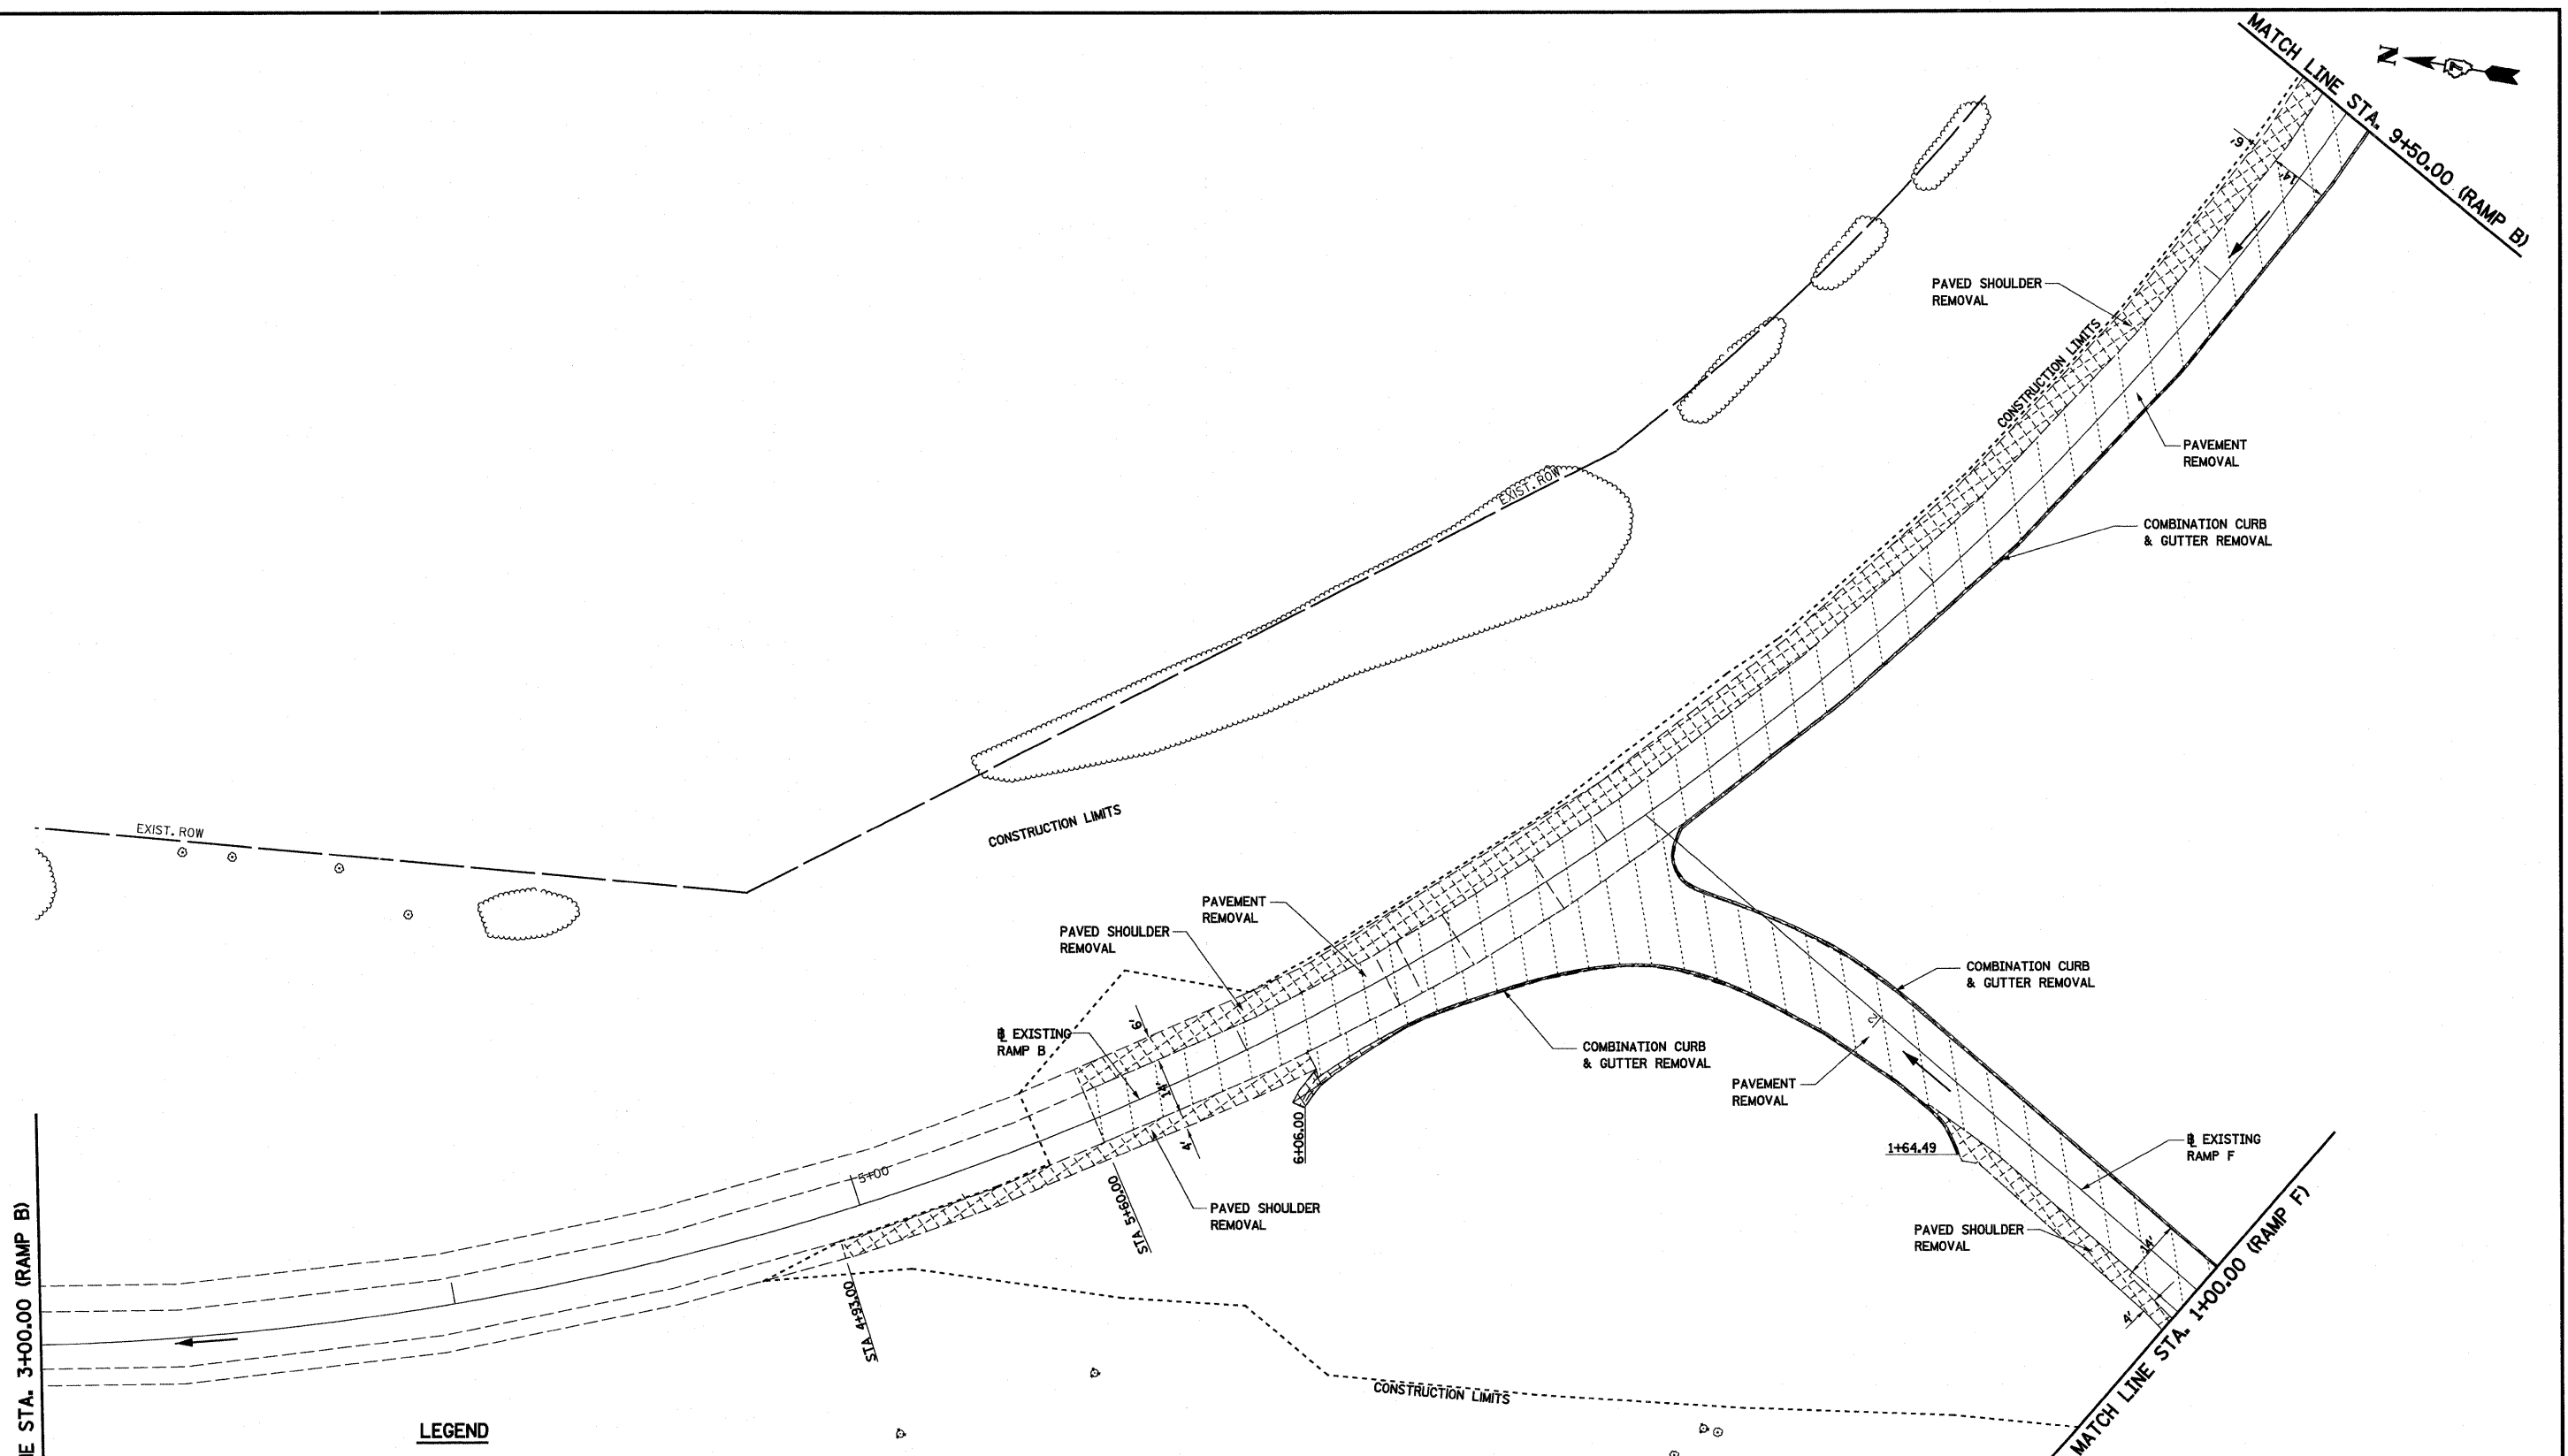 MATCH LINE STA. 9+50.00 (RAMP B)
N
6'
14'
PAVED SHOULDER
REMOVAL
CONSTRUCTION LIMITS
PAVEMENT
REMOVAL
EXIST. ROW
COMBINATION CURB
& GUTTER REMOVAL
EXIST. ROW
CONSTRUCTION LIMITS
PAVEMENT
REMOVAL
PAVED SHOULDER
REMOVAL
COMBINATION CURB
& GUTTER REMOVAL
6'
EXISTING
RAMP B
14'
4'
COMBINATION CURB
& GUTTER REMOVAL
2
PAVEMENT
REMOVAL
6+06.00
1+64.49
EXISTING
RAMP F
5+00
STA 5+60.00
PAVED SHOULDER
REMOVAL
PAVED SHOULDER
REMOVAL
14'
4'
STA 4+93.00
STA. 3+00.00 (RAMP B)
MATCH LINE STA. 1+00.00 (RAMP F)
CONSTRUCTION LIMITS
LEGEND